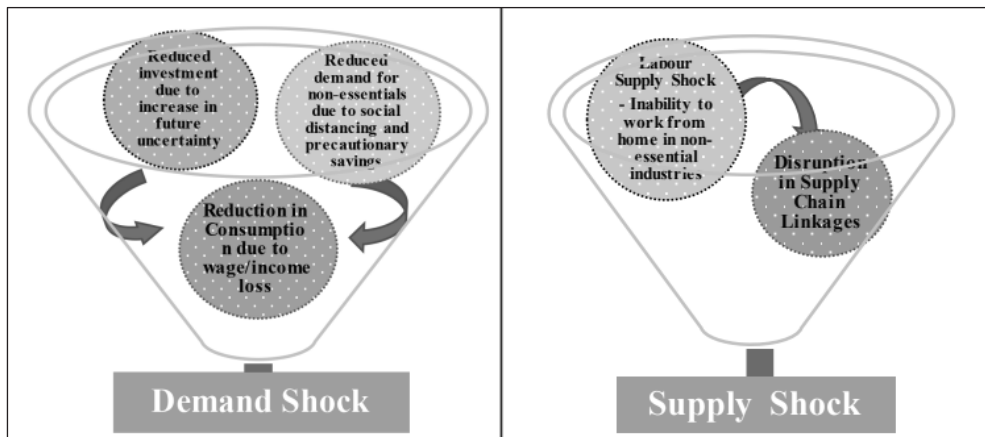 Reduced
investment
due to
increase in
future
uncertainty
Reduced
demand for
non-essentials
due to social
distancing and
precautionary
savings
Reduction in
Consumptio
n due to
wage/income
loss
Demand Shock
Labour
Supply Shock
- Inability to
work from
home in non-
essential
industries
Disruption
in Supply
Chain
Linkages
Supply Shock